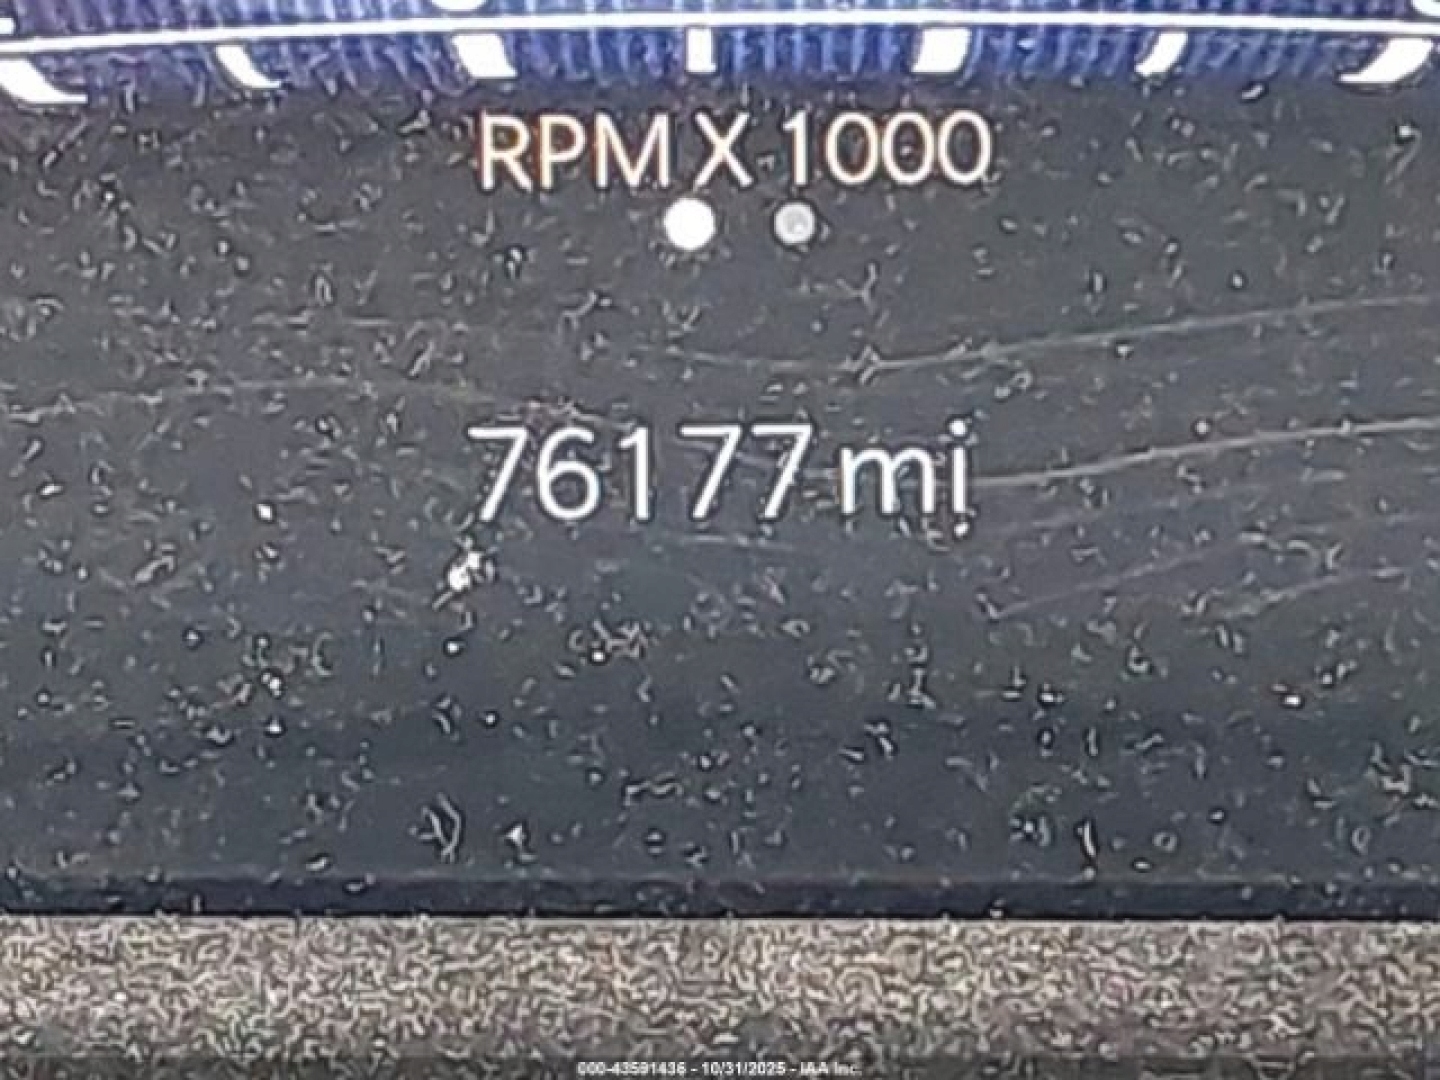 RPM X 1000
76177 mi
000-43591436 - 10/31/2025 - IAA Inc.